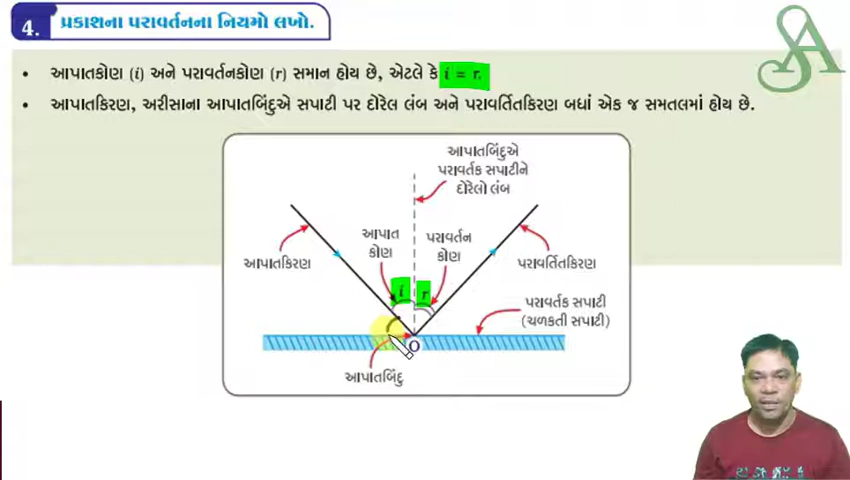 4. પ્રકાશના પરાવર્તનના નિયમો લખો.
• આપાતકોણ (i) અને પરાવર્તનકોણ (r) સમાન હોય છે, એટલે કે i = r.
• આપાતકિરણ, અરીસાના આપાતબિંદુએ સપાટી પર દોરેલ લંબ અને પરાવર્તિતકિરણ બધાં એક જ સમતલમાં હોય છે.
આપાતબિંદુએ
પરાવર્તક સપાટીને
દોરેલો લંબ
આપાત
કોણ
પરાવર્તન
કોણ
આપાતકિરણ
પરાવર્તિતકિરણ
i
r
પરાવર્તક સપાટી
(ચળકતી સપાટી)
O
આપાતબિંદુ